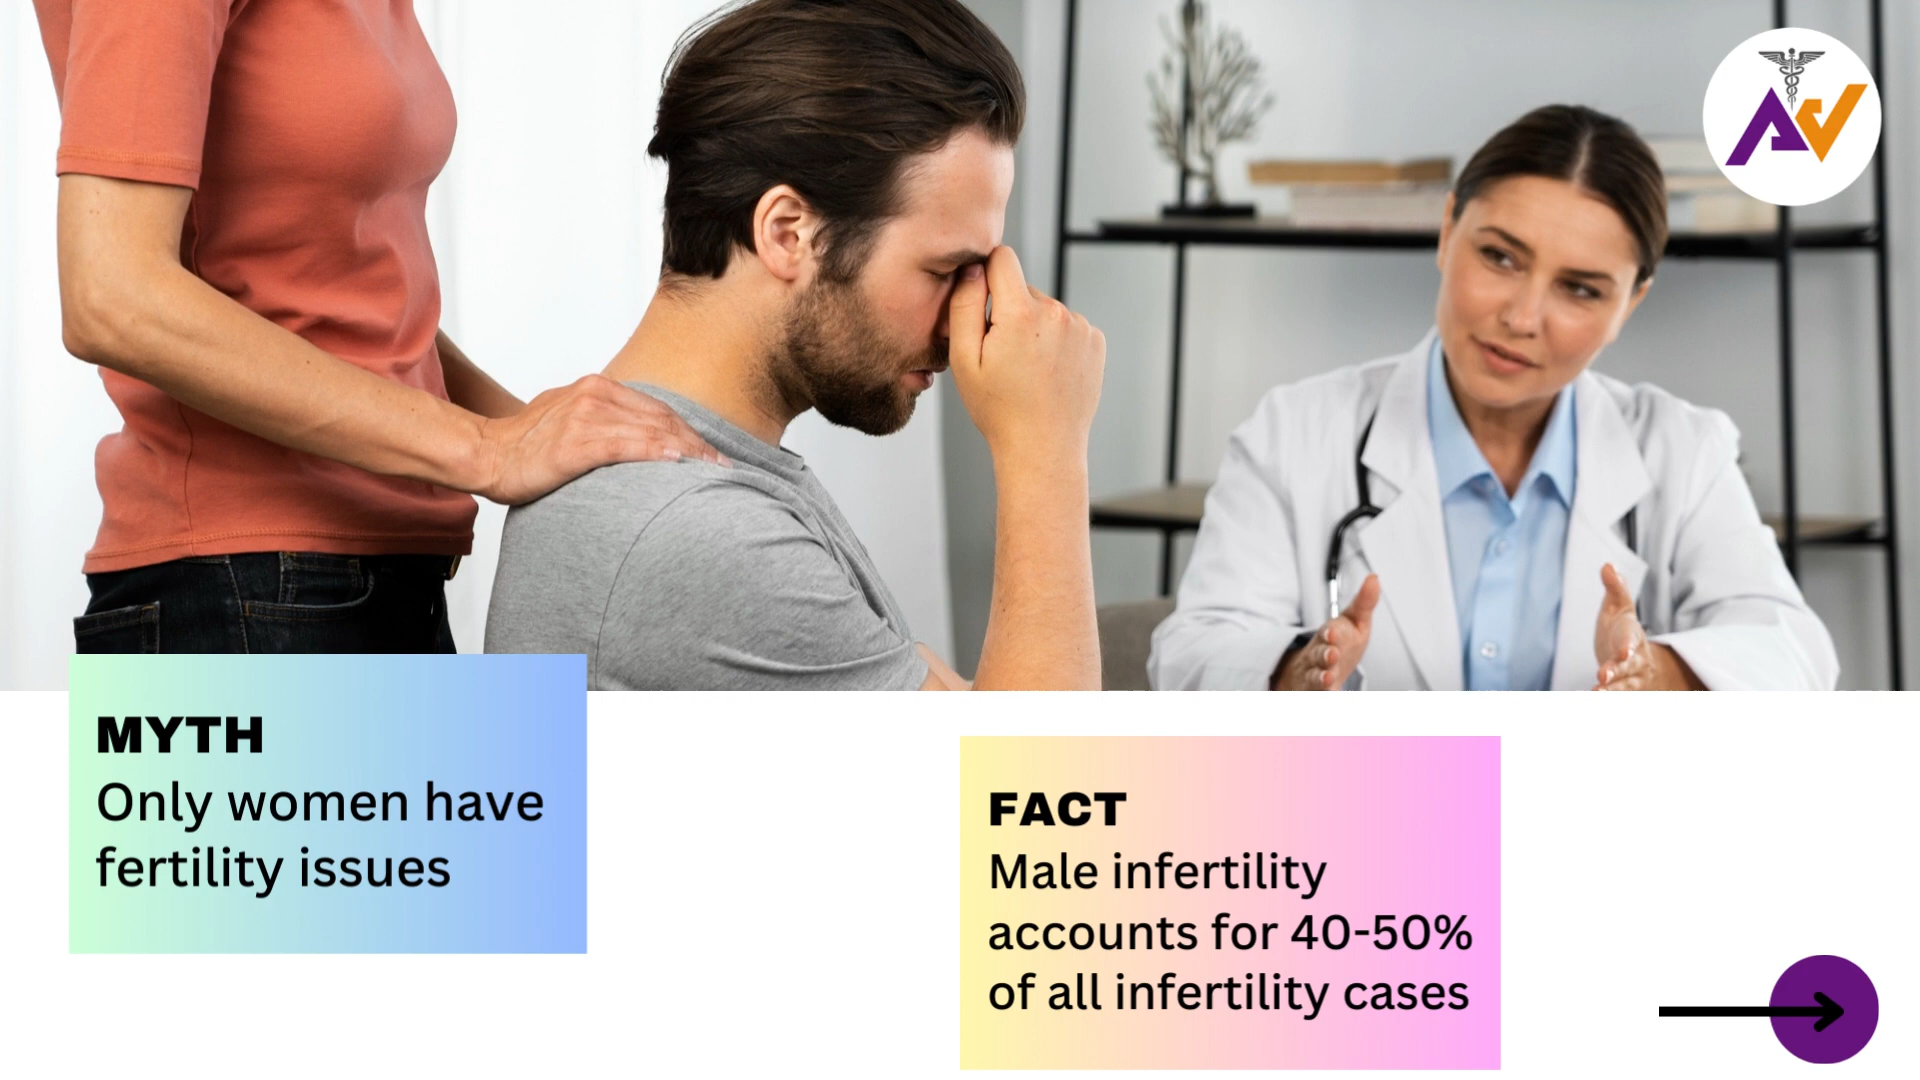 MYTH
Only women have
fertility issues
FACT
Male infertility
accounts for 40-50%
of all infertility cases